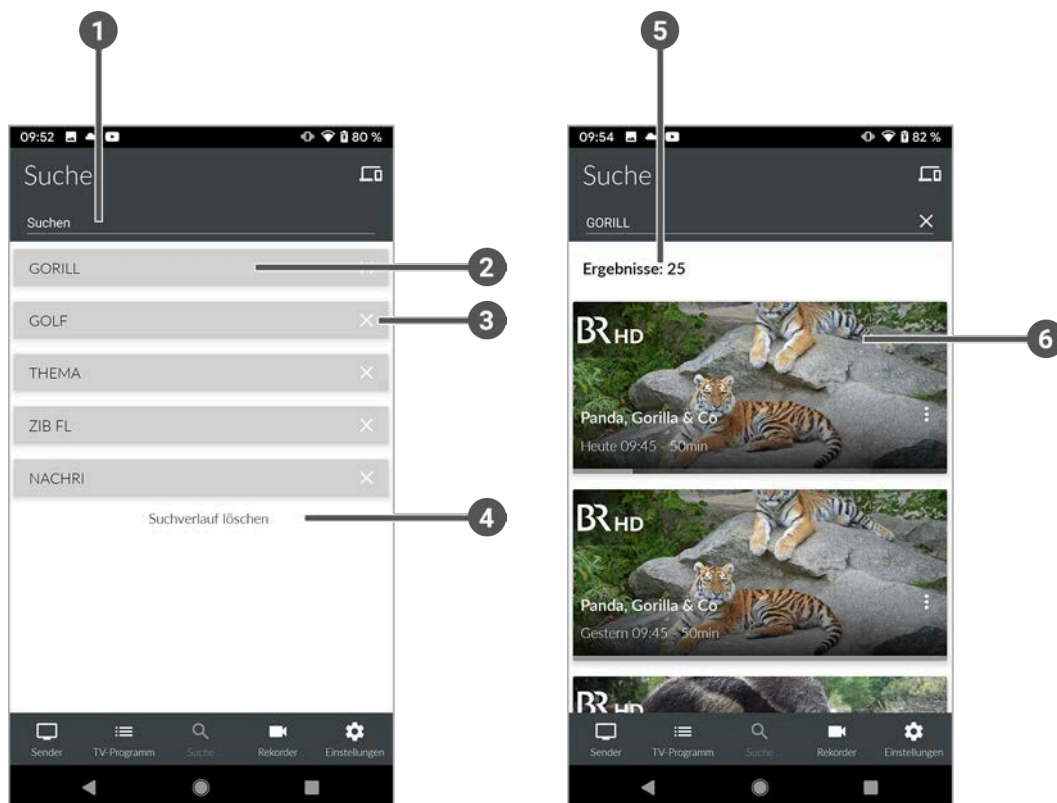 1
09:52 80 %
Suche
Suchen
GORILL
2
GOLF
3
THEMA
ZIB FL
NACHRI
Suchverlauf löschen
4
Sender TV-Programm Suche Rekorder Einstellungen
5
09:54 82 %
Suche
GORILL
Ergebnisse: 25
6
BR HD
Panda, Gorilla & Co
Heute 09:45 - 50min
BR HD
Panda, Gorilla & Co
Gestern 09:45 - 50min
BR HD
Sender TV-Programm Suche Rekorder Einstellungen